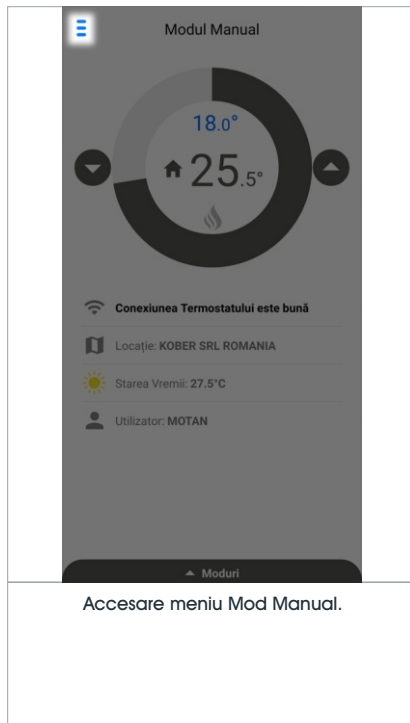 Modul Manual
18.0°
25.5°
Conexiunea Termostatului este bună
Locație: KOBER SRL ROMANIA
Starea Vremii: 27.5°C
Utilizator: MOTAN
Moduri
Accesare meniu Mod Manual.